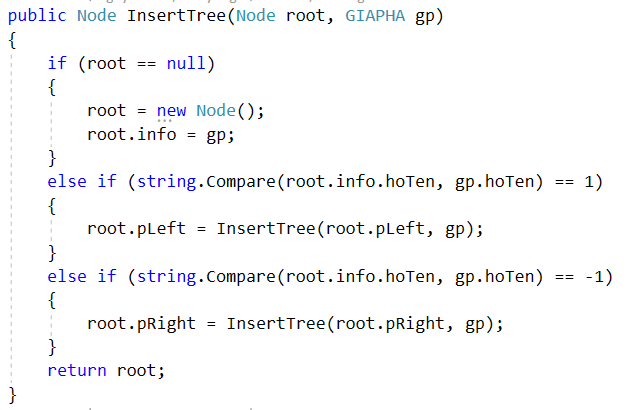 public Node InsertTree(Node root, GIAPHA gp)
{
if (root == null)
{
root = new Node();
root.info = gp;
}
else if (string.Compare(root.info.hoTen, gp.hoTen) == 1)
{
root.pLeft = InsertTree(root.pLeft, gp);
}
else if (string.Compare(root.info.hoTen, gp.hoTen) == -1)
{
root.pRight = InsertTree(root.pRight, gp);
}
return root;
}